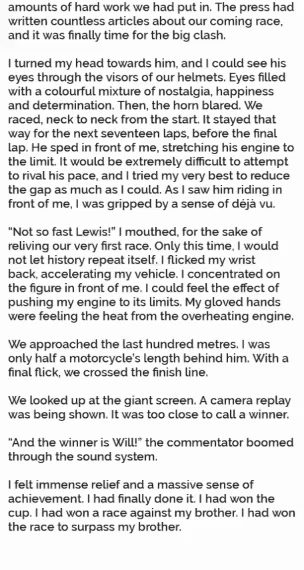 amounts of hard work we had put in. The press had
written countless articles about our coming race,
and it was finally time for the big clash.
I turned my head towards him, and I could see his
eyes through the visors of our helmets. Eyes filled
with a colourful mixture of nostalgia, happiness
and determination. Then, the horn blared. We
raced, neck to neck from the start. It stayed that
way for the next seventeen laps, before the final
lap. He sped in front of me, stretching his engine to
the limit. It would be extremely difficult to attempt
to rival his pace, and I tried my very best to reduce
the gap as much as I could. As I saw him riding in
front of me, I was gripped by a sense of déjà vu.
“Not so fast Lewis!” I mouthed, for the sake of
reliving our very first race. Only this time, I would
not let history repeat itself. I flicked my wrist
back, accelerating my vehicle. I concentrated on
the figure in front of me. I could feel the effect of
pushing my engine to its limits. My gloved hands
were feeling the heat from the overheating engine.
We approached the last hundred metres. I was
only half a motorcycle’s length behind him. With a
final flick, we crossed the finish line.
We looked up at the giant screen. A camera replay
was being shown. It was too close to call a winner.
“And the winner is Will!” the commentator boomed
through the sound system.
I felt immense relief and a massive sense of
achievement. I had finally done it. I had won the
cup. I had won a race against my brother. I had won
the race to surpass my brother.